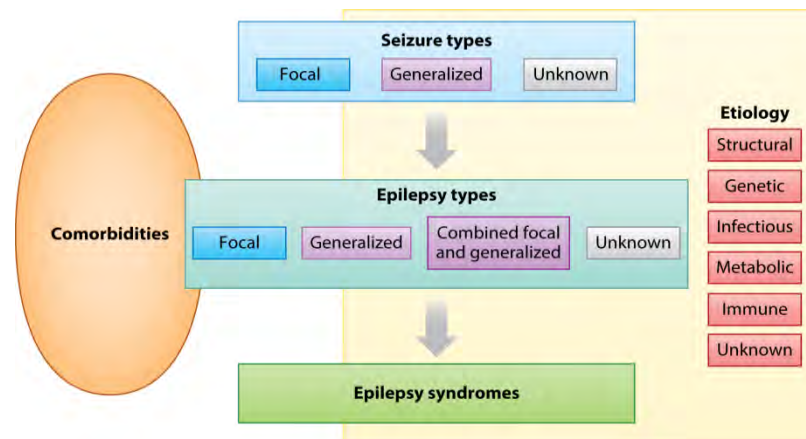 Seizure types
Focal
Generalized
Unknown
Etiology
Structural
Genetic
Infectious
Metabolic
Immune
Unknown
Comorbidities
Epilepsy types
Focal
Generalized
Combined focal
and generalized
Unknown
Epilepsy syndromes